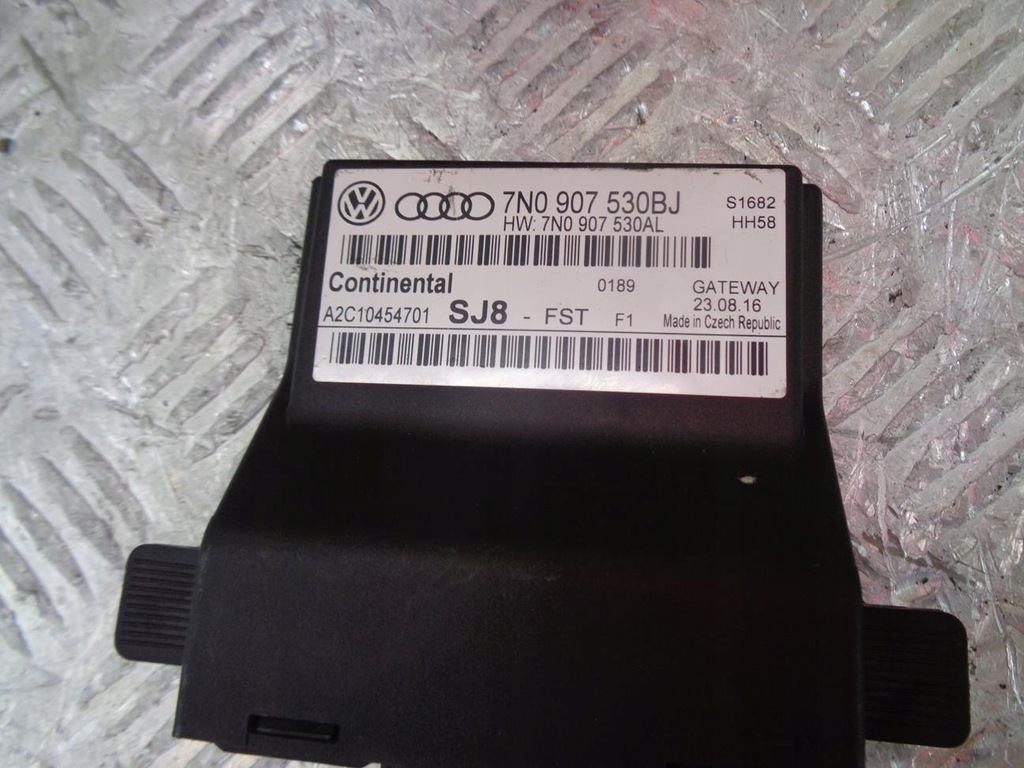 7N0 907 530BJ S1682
HW: 7N0 907 530AL HH58
Continental 0189 GATEWAY
23.08.16
A2C10454701 SJ8 - FST F1 Made in Czech Republic